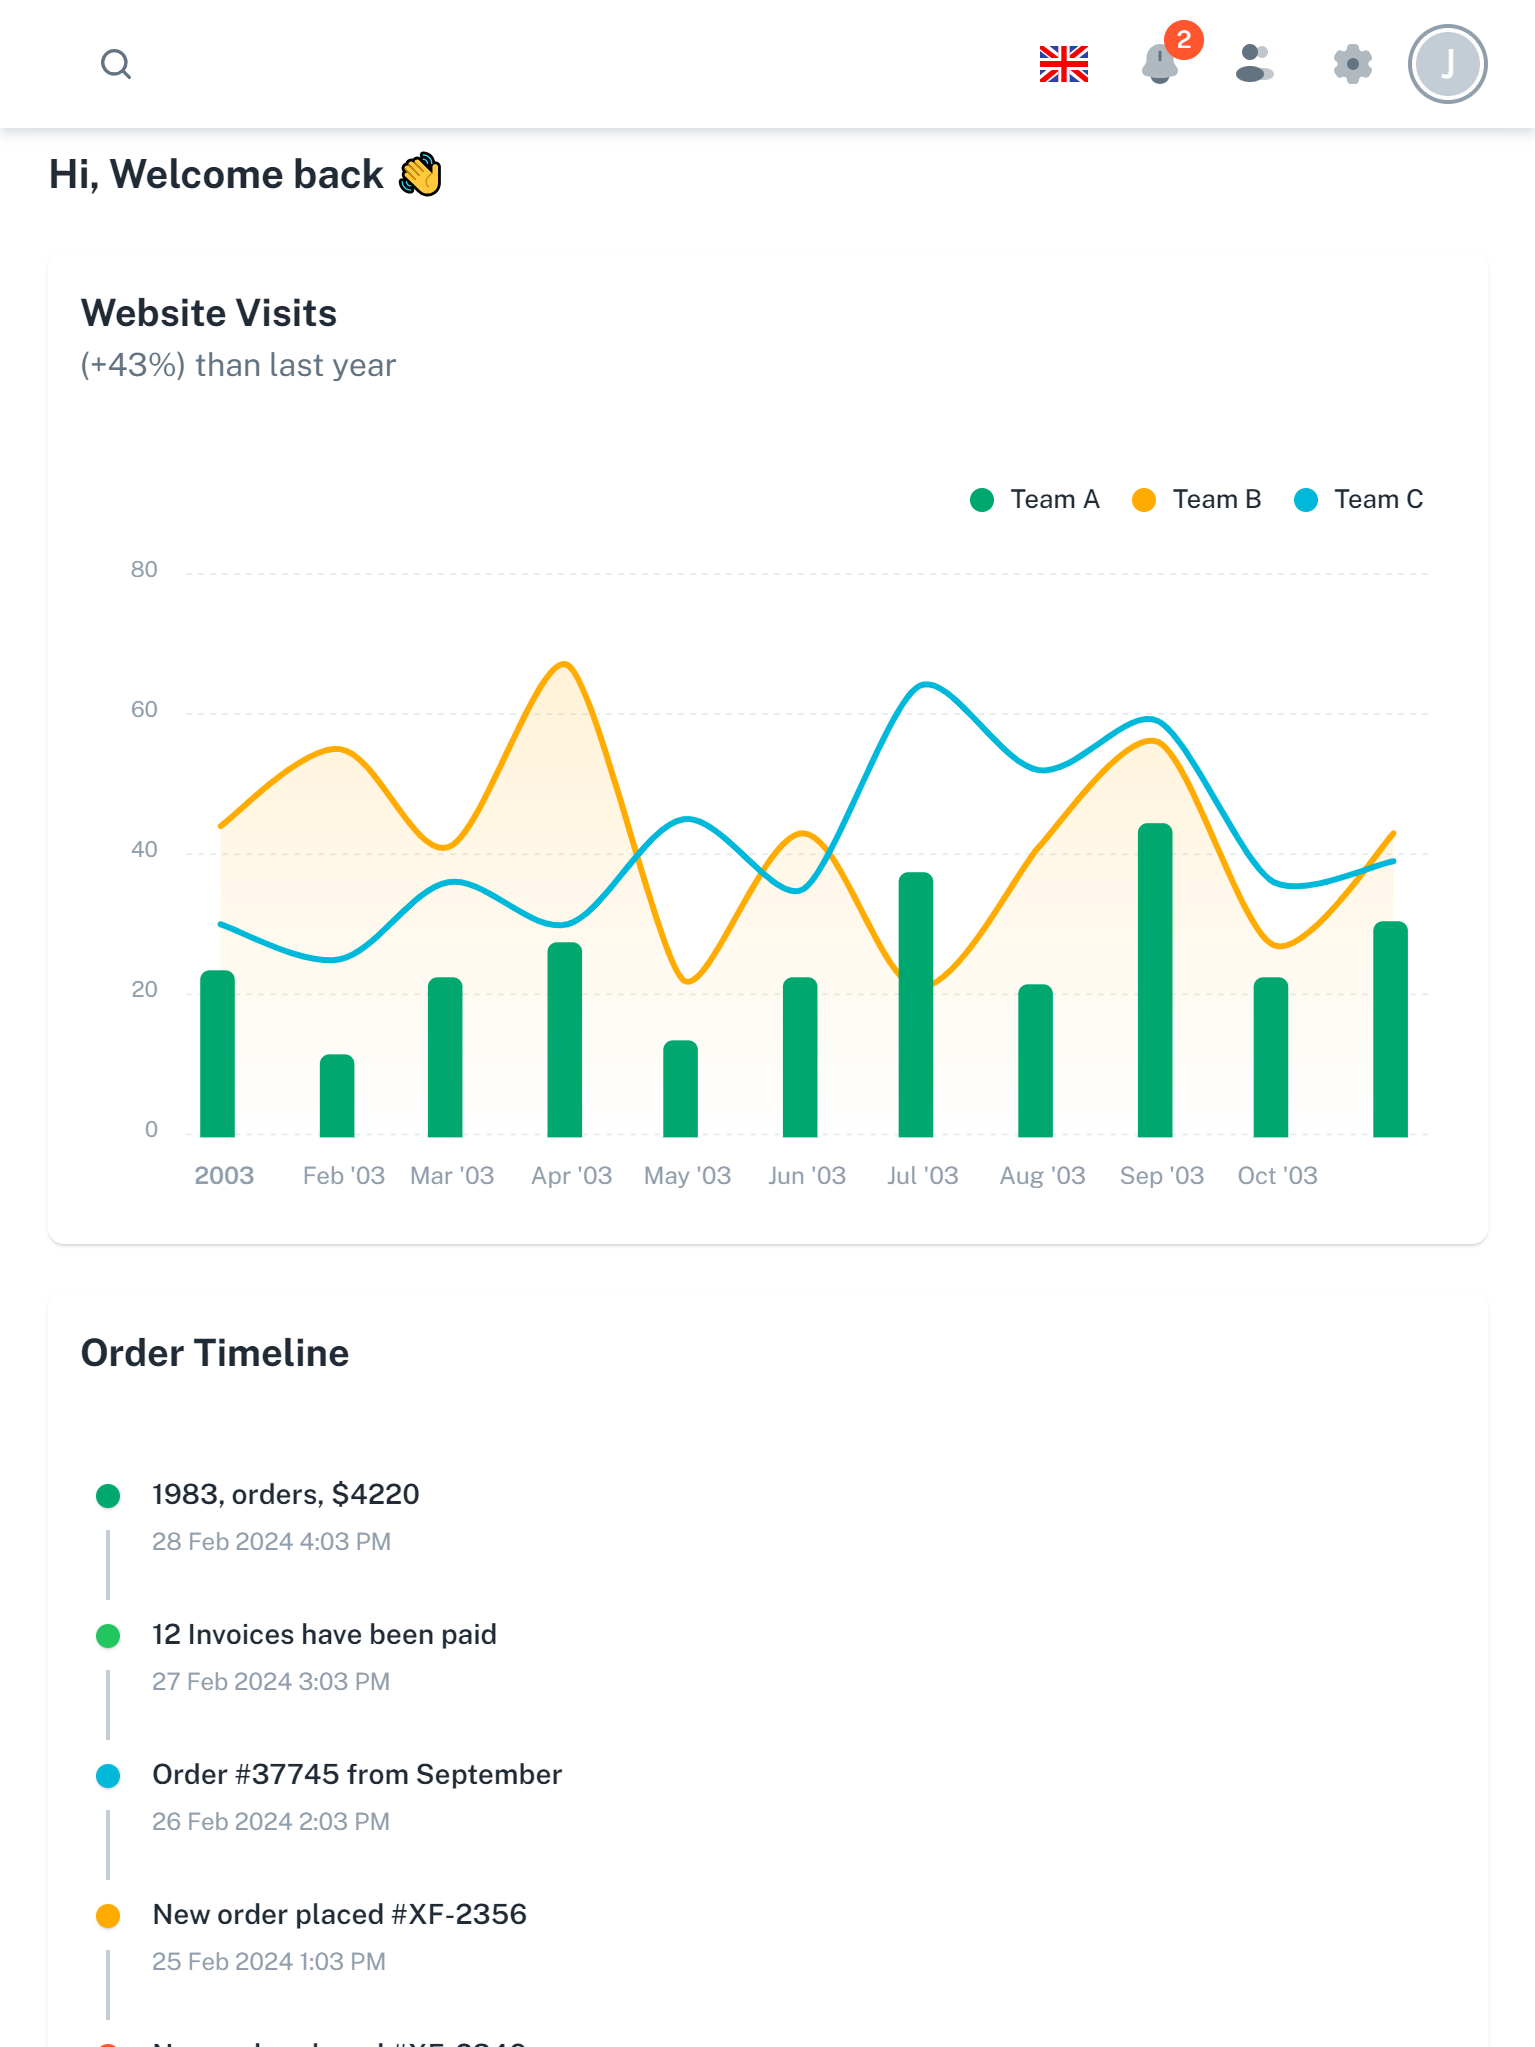 2
J
Hi, Welcome back 👋
Website Visits
(+43%) than last year
Team A Team B Team C
80
60
40
20
0
2003 Feb '03 Mar '03 Apr '03 May '03 Jun '03 Jul '03 Aug '03 Sep '03 Oct '03
Order Timeline
1983, orders, $4220
28 Feb 2024 4:03 PM
12 Invoices have been paid
27 Feb 2024 3:03 PM
Order #37745 from September
26 Feb 2024 2:03 PM
New order placed #XF-2356
25 Feb 2024 1:03 PM